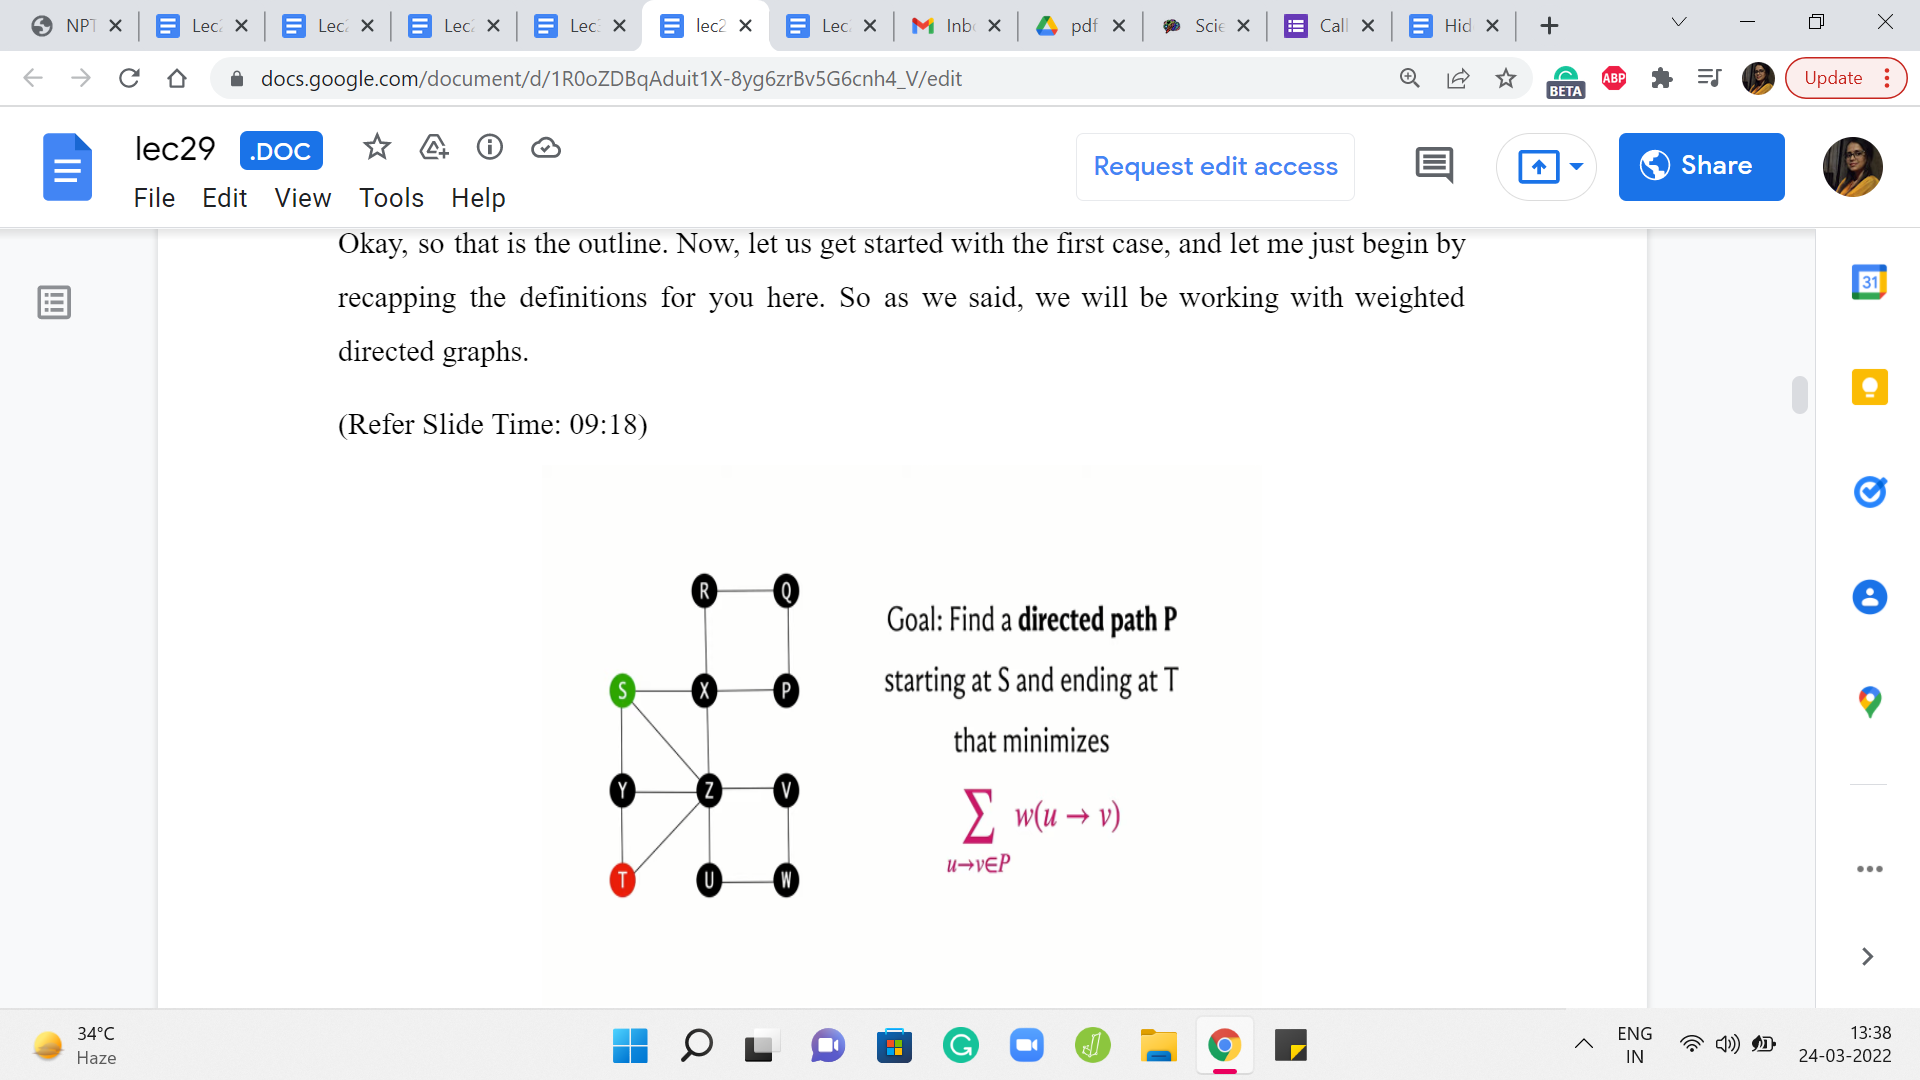 NPT
Lec
Lec
Lec
Lec
lec2
Lec
Inb
pdf
Scie
Call
Hid
docs.google.com/document/d/1R0oZDBqAduit1X-8yg6zrBv5G6cnh4_V/edit
BETA
ABP
Update
lec29
.DOC
Request edit access
Share
File Edit View Tools Help
31
Okay, so that is the outline. Now, let us get started with the first case, and let me just begin by
recapping the definitions for you here. So as we said, we will be working with weighted
directed graphs.
(Refer Slide Time: 09:18)
R Q
S X P
Y Z V
T U W
Goal: Find a directed path P
starting at S and ending at T
that minimizes
∑ w(u → v)
u→v∈P
34°C
Haze
ENG
IN
13:38
24-03-2022